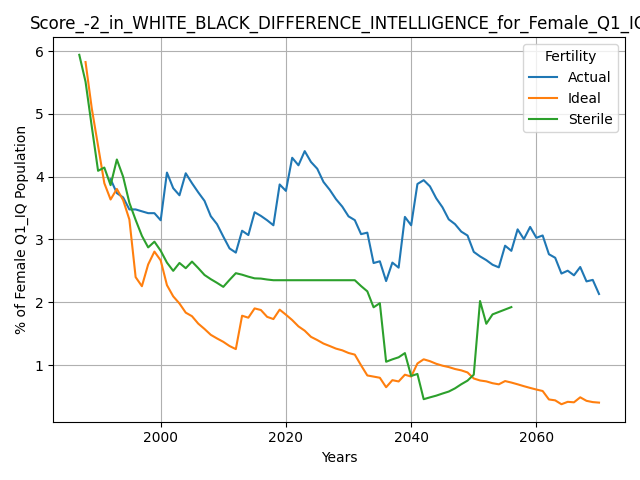 Score_-2_in_WHITE_BLACK_DIFFERENCE_INTELLIGENCE_for_Female_Q1_IQ
Fertility
Actual
Ideal
Sterile
% of Female Q1_IQ Population
6
5
4
3
2
1
2000 2020 2040 2060
Years